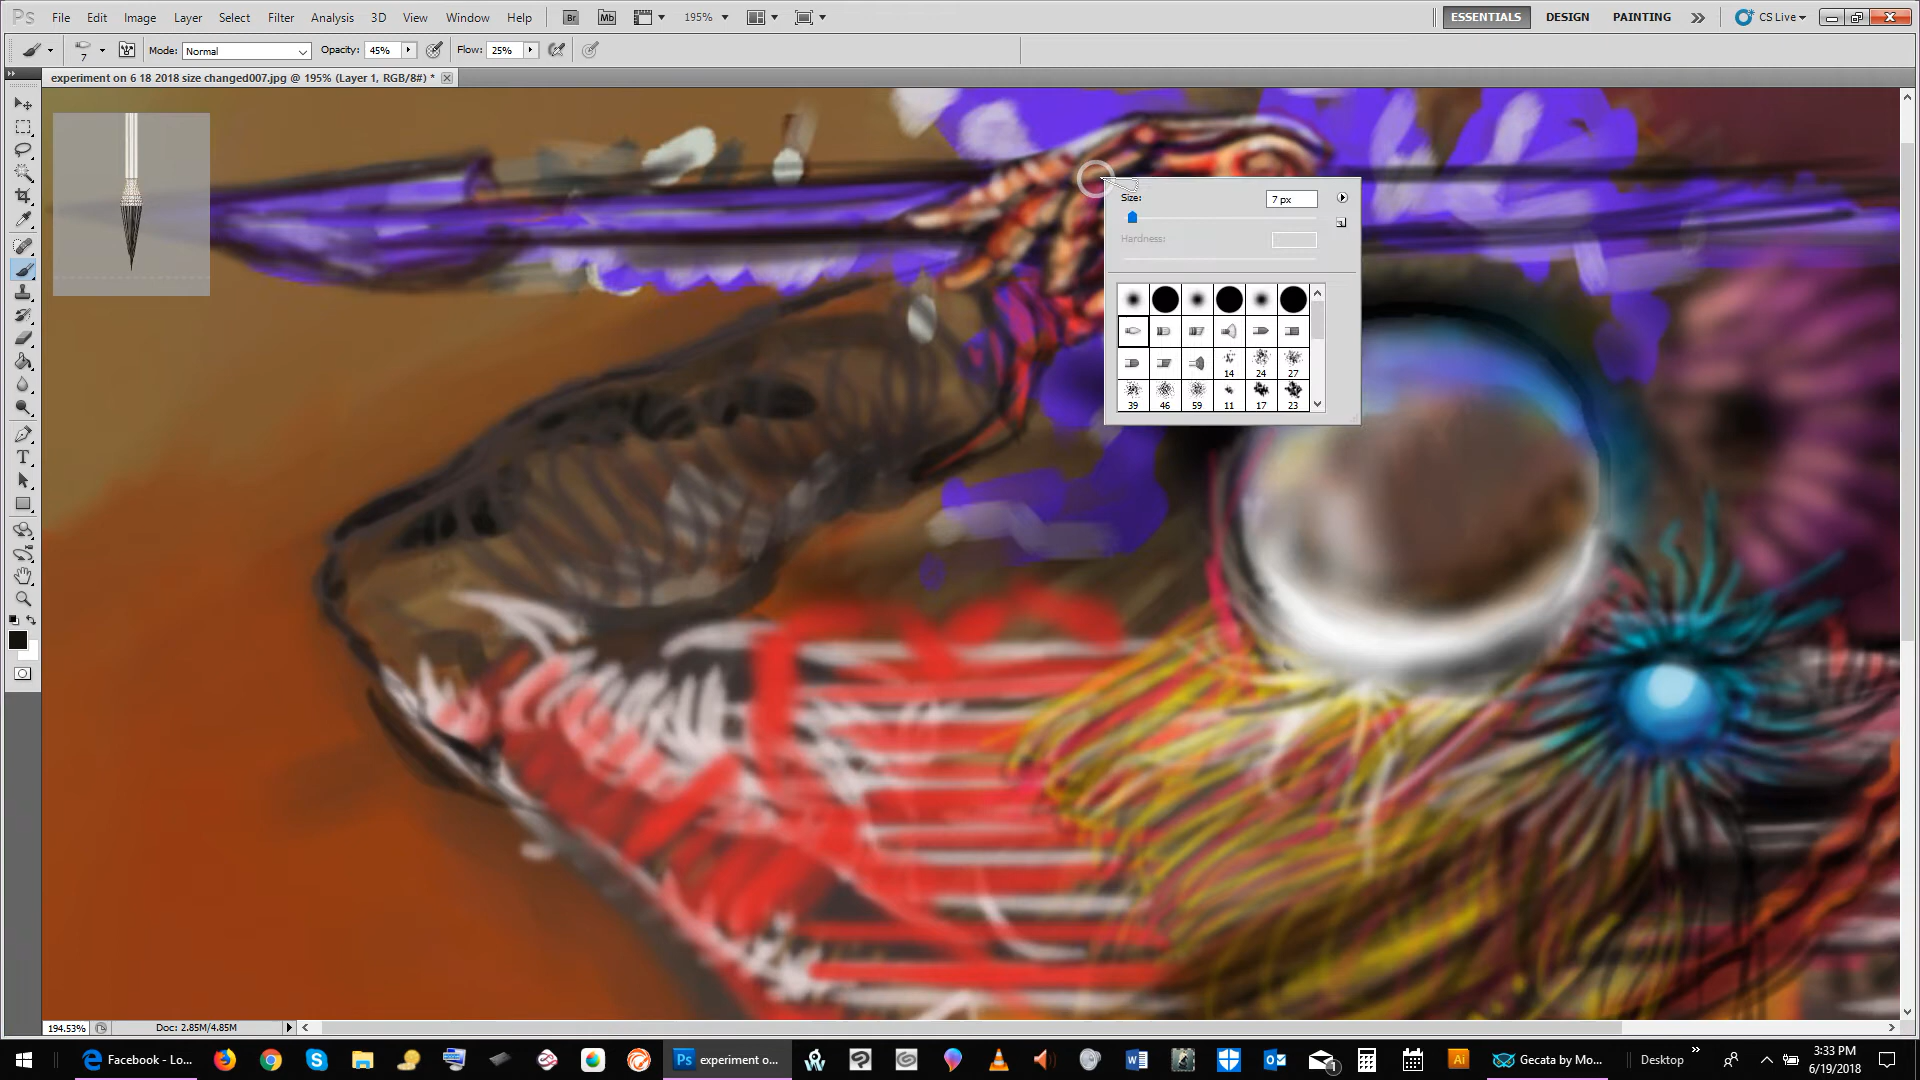 Ps File Edit Image Layer Select Filter Analysis 3D View Window Help Br Mb 195% ESSENTIALS DESIGN PAINTING CS Live
7 Mode: Normal Opacity: 45% Flow: 25%
experiment on 6 18 2018 size changed007.jpg @ 195% (Layer 1, RGB/8#) *
Size: 7 px
Hardness:
14 24 27
39 46 59 11 17 23
T
194.53% Doc: 2.85M/4.85M
Facebook - Lo... Ps experiment o... Ai Gecata by Mo... Desktop
3:33 PM
6/19/2018